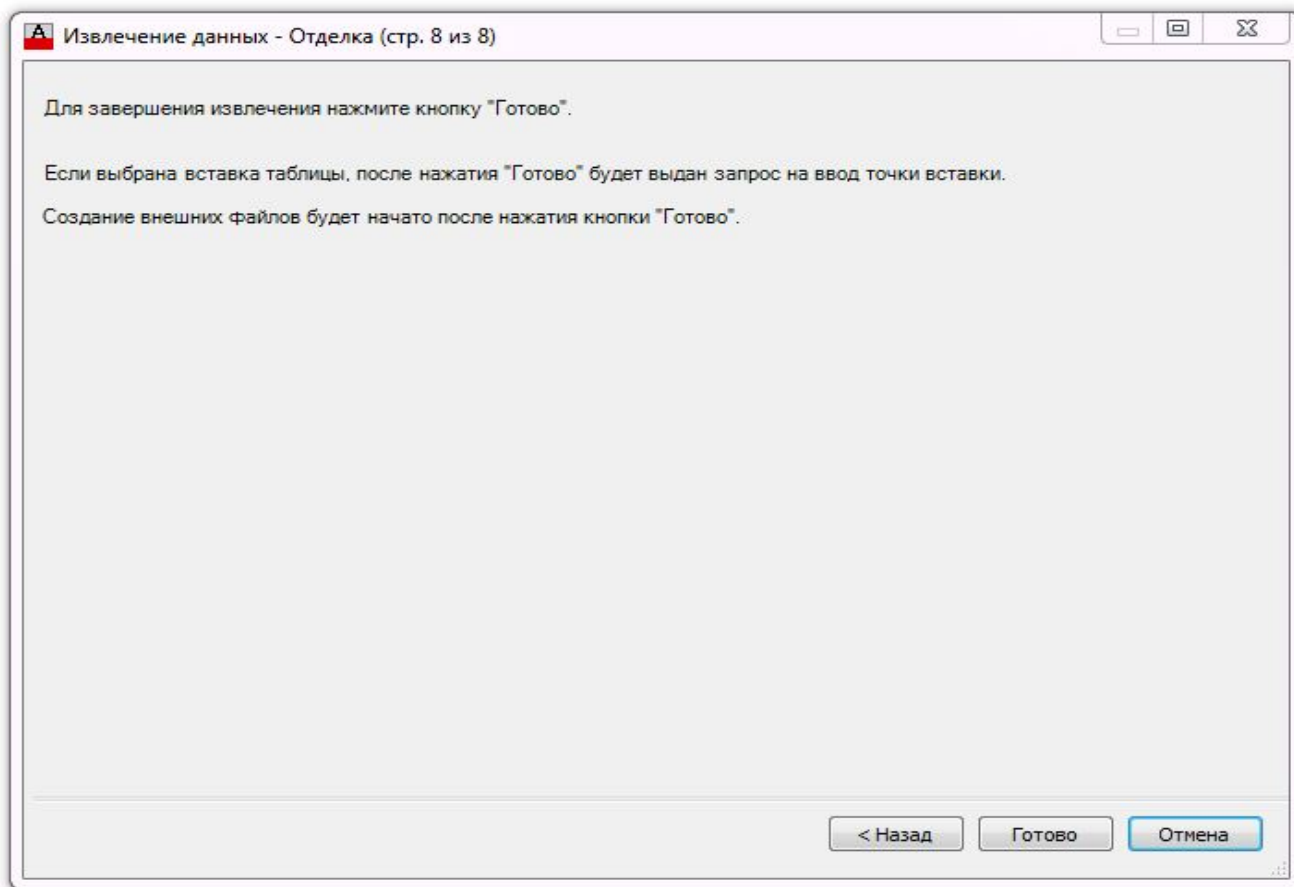 Извлечение данных - Отделка (стр. 8 из 8)
Для завершения извлечения нажмите кнопку "Готово".
Если выбрана вставка таблицы, после нажатия "Готово" будет выдан запрос на ввод точки вставки.
Создание внешних файлов будет начато после нажатия кнопки "Готово".
< Назад
Готово
Отмена